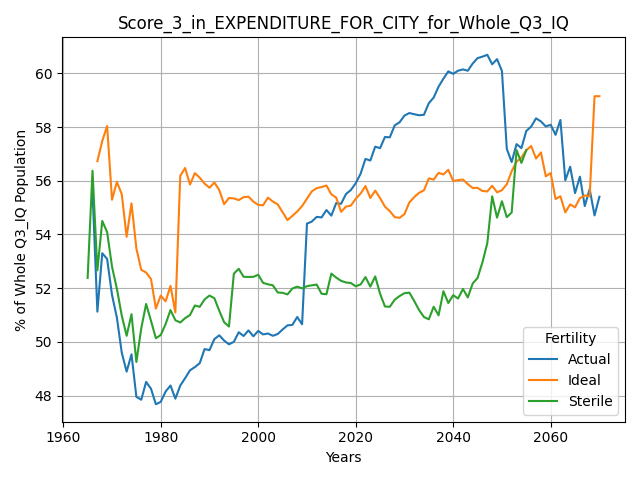 Score_3_in_EXPENDITURE_FOR_CITY_for_Whole_Q3_IQ
% of Whole Q3_IQ Population
60
58
56
54
52
50
48
Fertility
Actual
Ideal
Sterile
1960 1980 2000 2020 2040 2060
Years